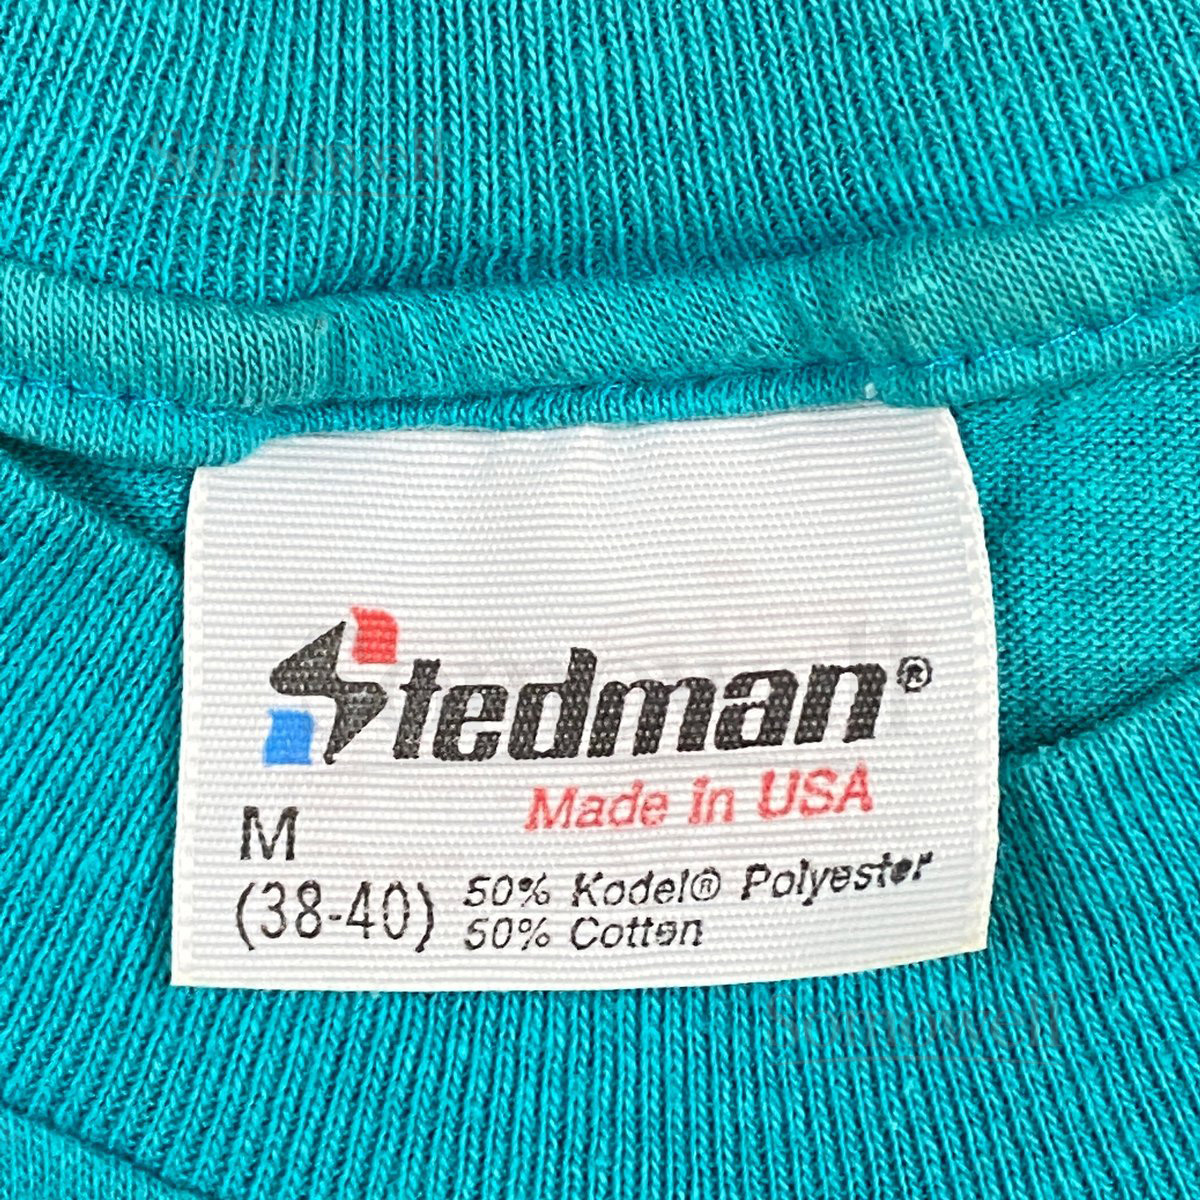 Stedman®
Made in USA
M
(38-40)
50% Kodel® Polyester
50% Cotton